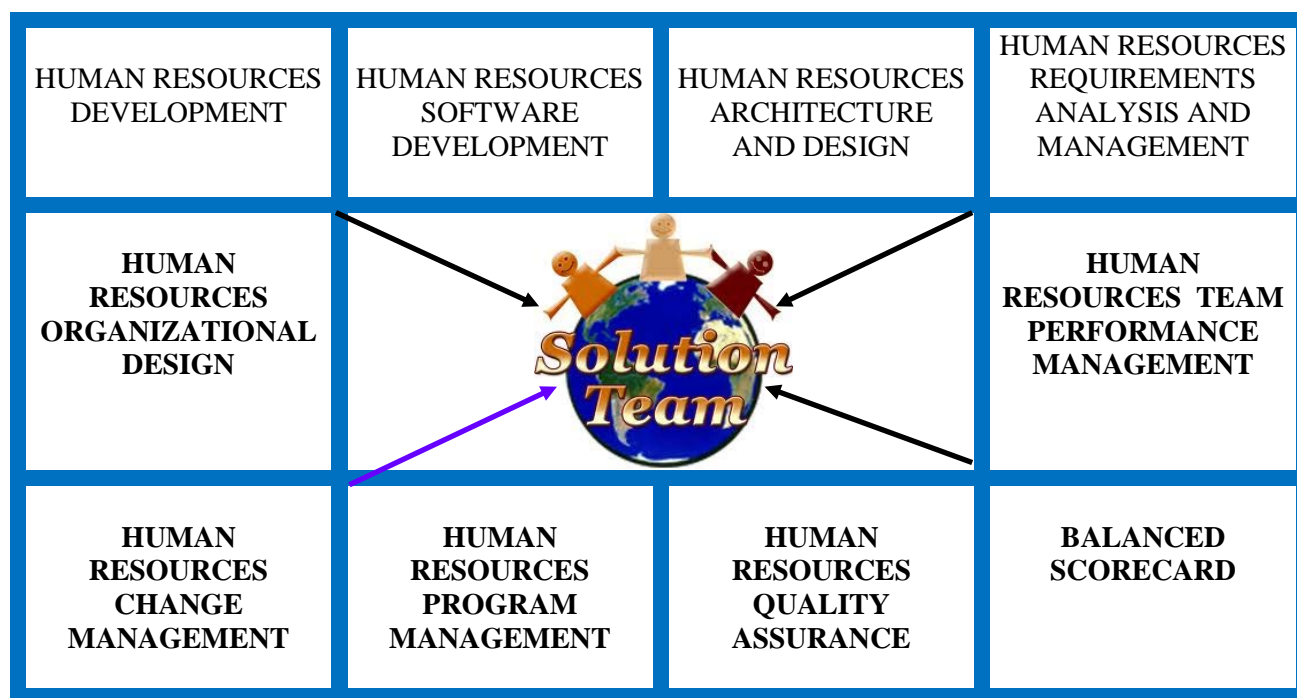 HUMAN RESOURCES
DEVELOPMENT
HUMAN RESOURCES
SOFTWARE
DEVELOPMENT
HUMAN RESOURCES
ARCHITECTURE
AND DESIGN
HUMAN RESOURCES
REQUIREMENTS
ANALYSIS AND
MANAGEMENT
HUMAN
RESOURCES
ORGANIZATIONAL
DESIGN
Solution
Team
HUMAN
RESOURCES TEAM
PERFORMANCE
MANAGEMENT
HUMAN
RESOURCES
CHANGE
MANAGEMENT
HUMAN
RESOURCES
PROGRAM
MANAGEMENT
HUMAN
RESOURCES
QUALITY
ASSURANCE
BALANCED
SCORECARD